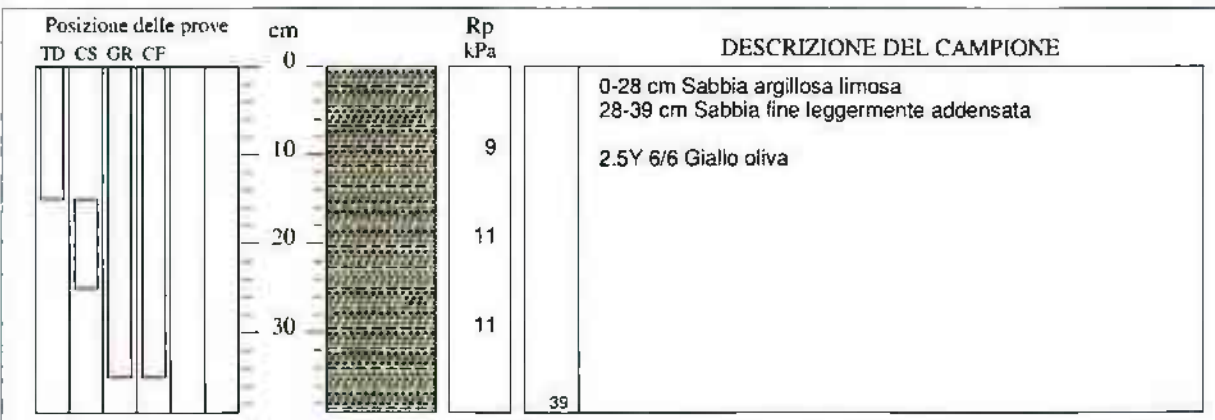 Posizione delle prove
TD CS GR CF
cm
0
10
20
30
Rp
kPa
9
11
11
DESCRIZIONE DEL CAMPIONE
0-28 cm Sabbia argillosa limosa
28-39 cm Sabbia fine leggermente addensata
2.5Y 6/6 Giallo oliva
39